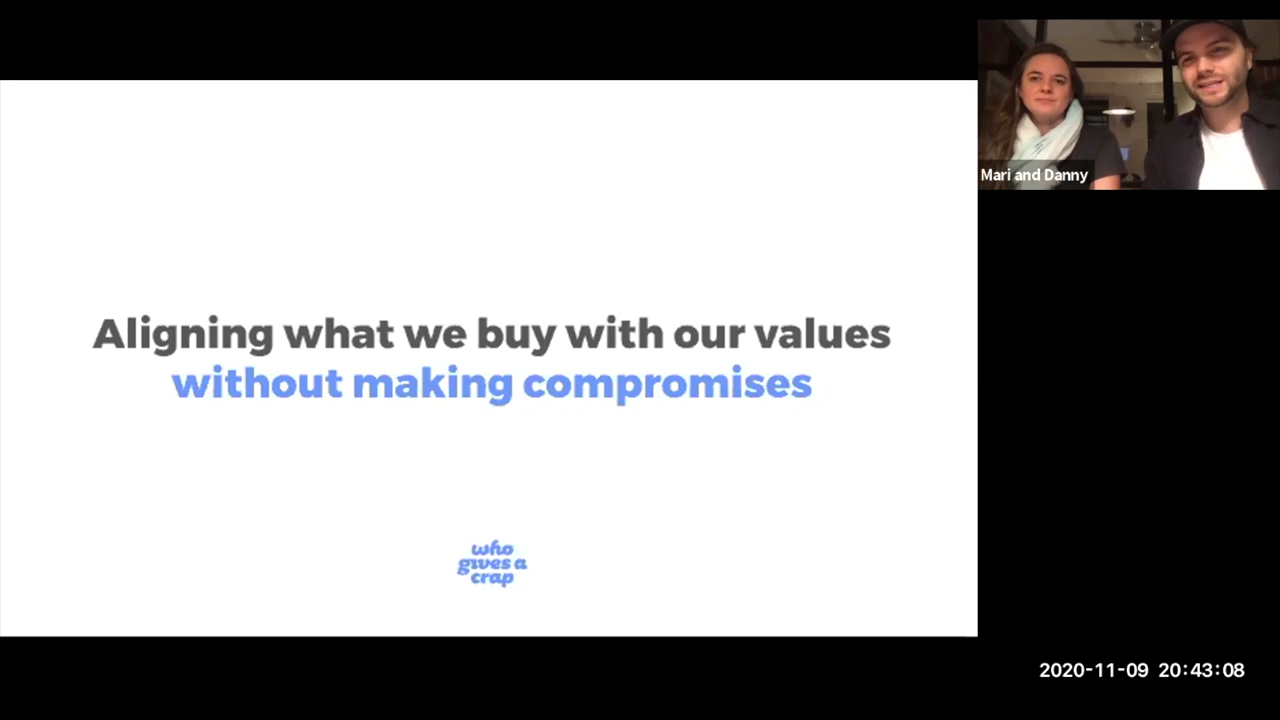 Mari and Danny
Aligning what we buy with our values
without making compromises
who
gives a
crap
2020-11-09 20:43:08